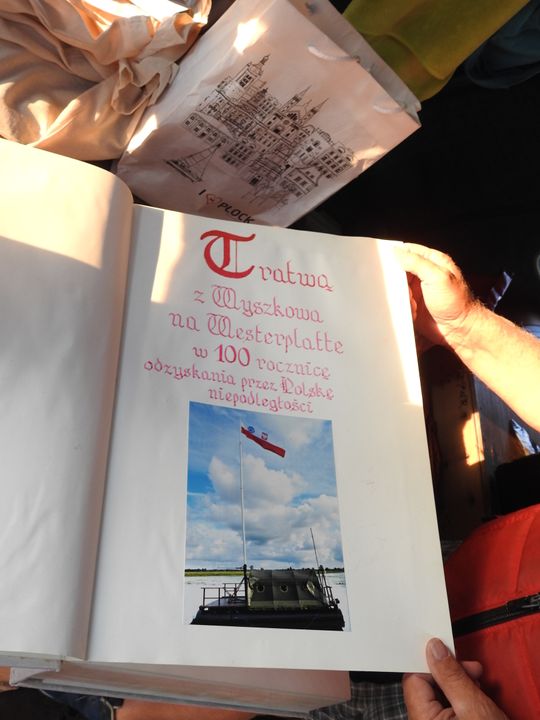 I PŁOCK
Tratwą
z Wyszkowa
na Westerplatte
w 100 rocznicę
odzyskania przez Polskę
niepodległości